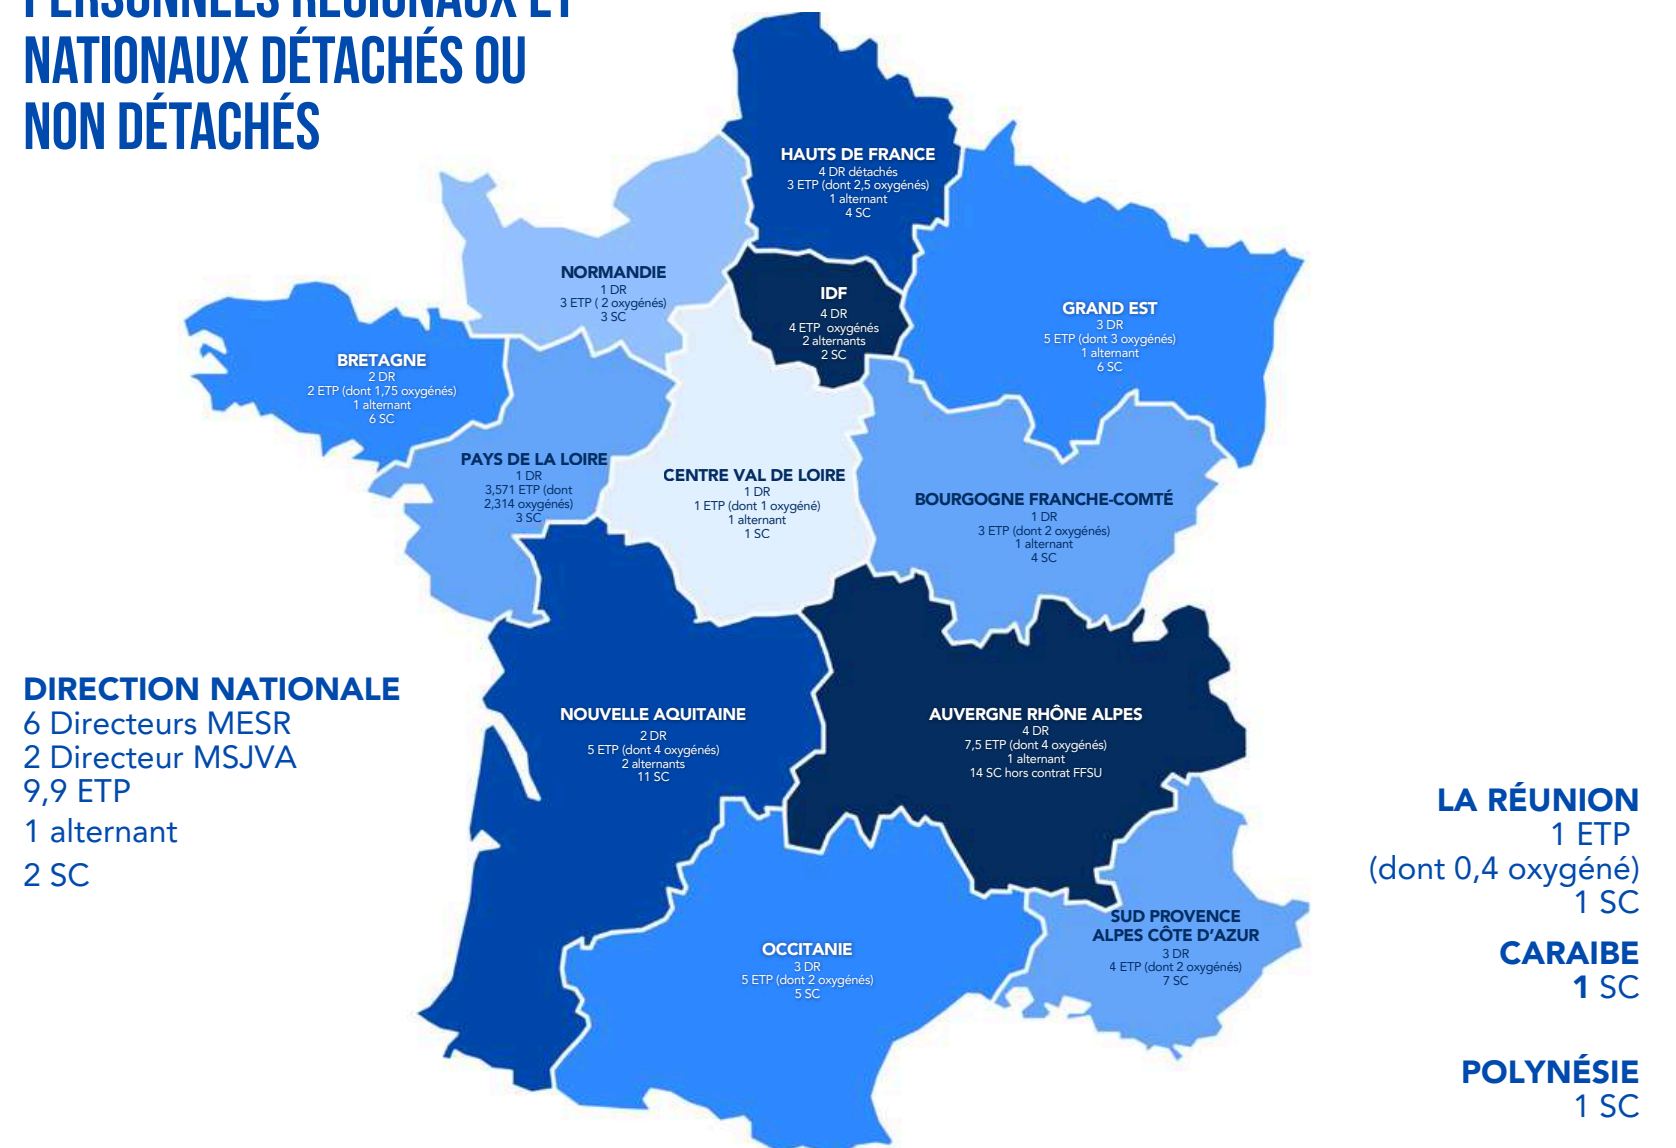 PERSONNELS RÉGIONAUX ET
NATIONAUX DÉTACHÉS OU
NON DÉTACHÉS
HAUTS DE FRANCE
4 DR détachés
3 ETP (dont 2,5 oxygénés)
1 alternant
4 SC
NORMANDIE
1 DR
3 ETP ( 2 oxygénés)
3 SC
IDF
4 DR
4 ETP oxygénés
2 alternants
2 SC
GRAND EST
3 DR
5 ETP (dont 3 oxygénés)
1 alternant
6 SC
BRETAGNE
2 DR
2 ETP (dont 1,75 oxygénés)
1 alternant
6 SC
PAYS DE LA LOIRE
1 DR
3,571 ETP (dont
2,314 oxygénés)
3 SC
CENTRE VAL DE LOIRE
1 DR
1 ETP (dont 1 oxygéné)
1 alternant
1 SC
BOURGOGNE FRANCHE-COMTÉ
1 DR
3 ETP (dont 2 oxygénés)
1 alternant
4 SC
DIRECTION NATIONALE
6 Directeurs MESR
2 Directeur MSJVA
9,9 ETP
1 alternant
2 SC
NOUVELLE AQUITAINE
2 DR
5 ETP (dont 4 oxygénés)
2 alternants
11 SC
AUVERGNE RHÔNE ALPES
4 DR
7,5 ETP (dont 4 oxygénés)
1 alternant
14 SC hors contrat FFSU
OCCITANIE
3 DR
5 ETP (dont 2 oxygénés)
5 SC
SUD PROVENCE
ALPES CÔTE D'AZUR
3 DR
4 ETP (dont 2 oxygénés)
7 SC
LA RÉUNION
1 ETP
(dont 0,4 oxygéné)
1 SC
CARAIBE
1 SC
POLYNÉSIE
1 SC